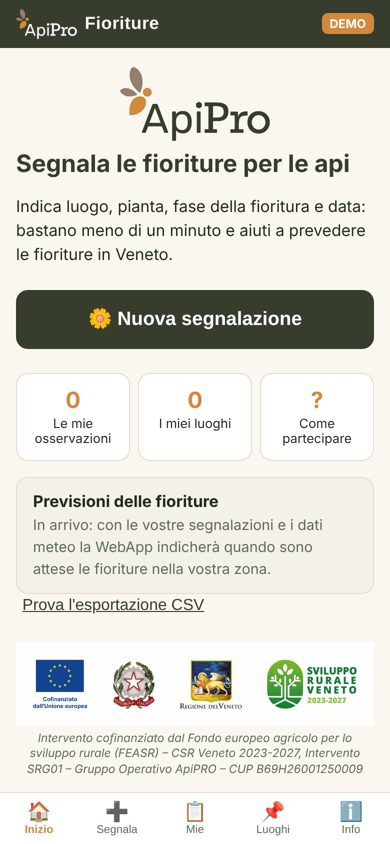 ApiPro Fioriture DEMO
ApiPro
Segnala le fioriture per le api
Indica luogo, pianta, fase della fioritura e data:
bastano meno di un minuto e aiuti a prevedere
le fioriture in Veneto.
Nuova segnalazione
0
Le mie
osservazioni
0
I miei luoghi
?
Come
partecipare
Previsioni delle fioriture
In arrivo: con le vostre segnalazioni e i dati
meteo la WebApp indicherà quando sono
attese le fioriture nella vostra zona.
Prova l'esportazione CSV
Cofinanziato
dall'Unione europea
REGIONE DEL VENETO
SVILUPPO
RURALE
VENETO
2023-2027
Intervento cofinanziato dal Fondo europeo agricolo per lo
sviluppo rurale (FEASR) – CSR Veneto 2023-2027, Intervento
SRG01 – Gruppo Operativo ApiPRO – CUP B69H26001250009
Inizio Segnala Mie Luoghi Info